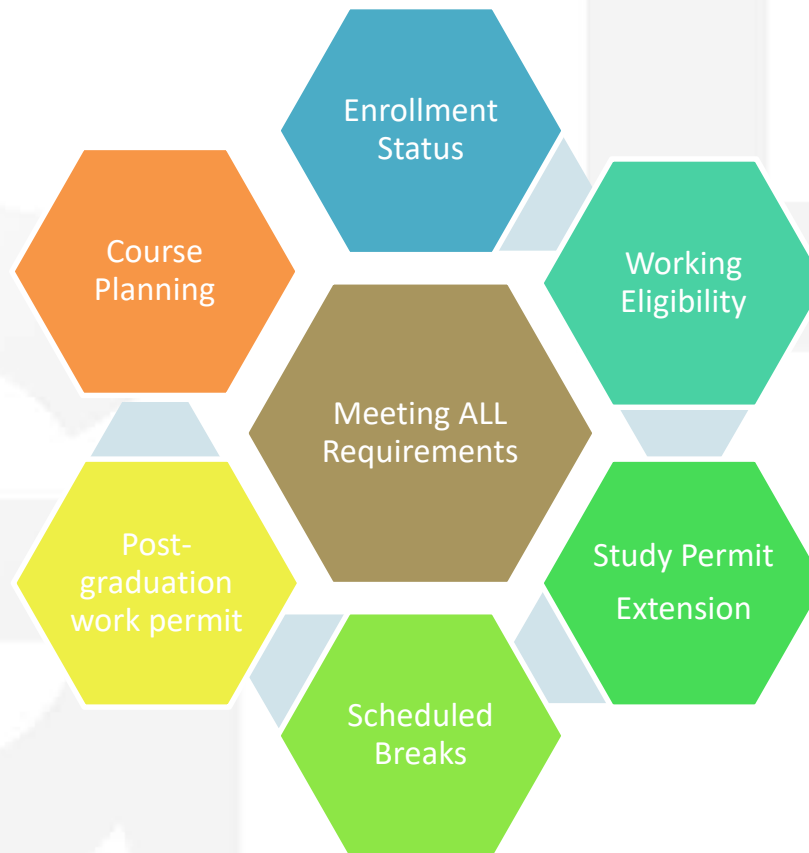 Enrollment
Status
Course
Planning
Working
Eligibility
Meeting ALL
Requirements
Post-
graduation
work permit
Study Permit
Extension
Scheduled
Breaks